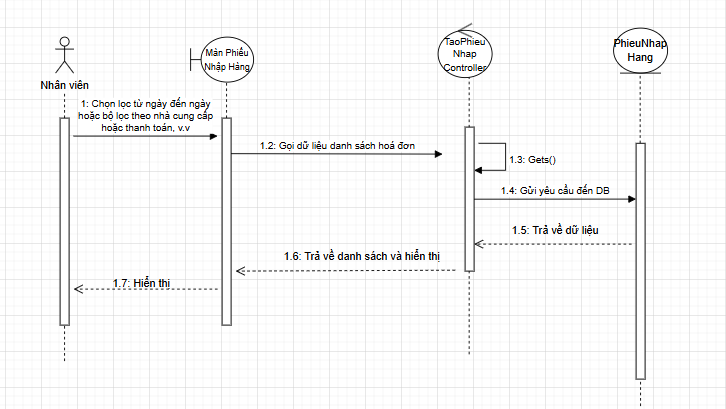 Màn Phiếu
Nhập Hàng
TaoPhieu
Nhap
Controller
PhieuNhap
Hang
Nhân viên
1: Chọn lọc từ ngày đến ngày
hoặc bộ lọc theo nhà cung cấp
hoặc thanh toán, v.v
1.2: Gọi dữ liệu danh sách hoá đơn
1.3: Gets()
1.4: Gửi yêu cầu đến DB
1.5: Trả về dữ liệu
1.6: Trả về danh sách và hiển thị
1.7: Hiển thị